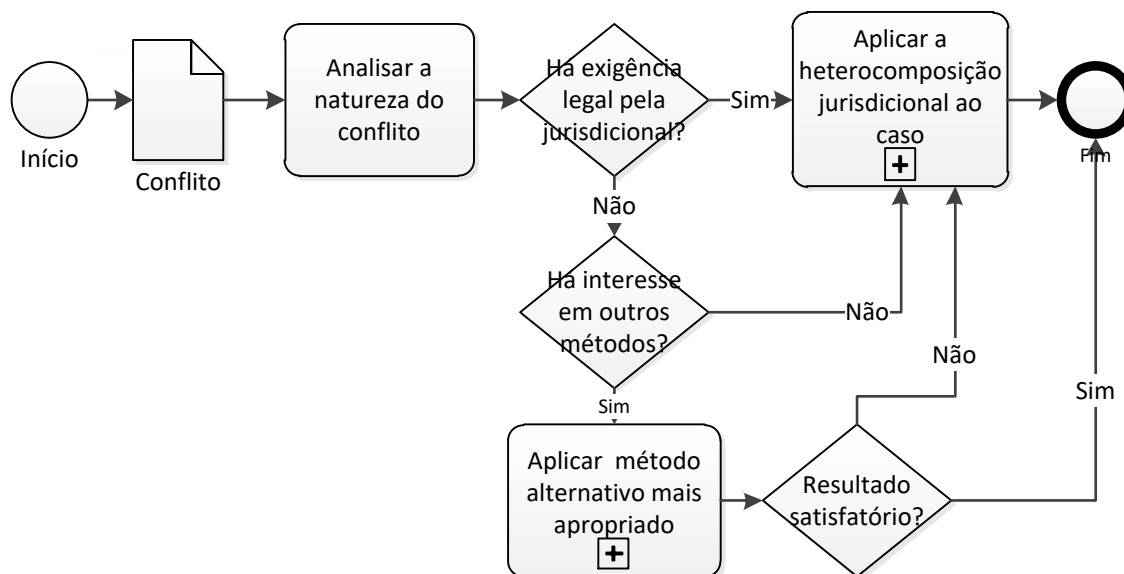 Início
Conflito
Analisar a
natureza do
conflito
Ha exigência
legal pela
jurisdicional?
Sim
Aplicar a
heterocomposição
jurisdicional ao
caso
Fim
Não
Ha interesse
em outros
métodos?
Não
Não
Sim
Sim
Aplicar método
alternativo mais
apropriado
Resultado
satisfatório?